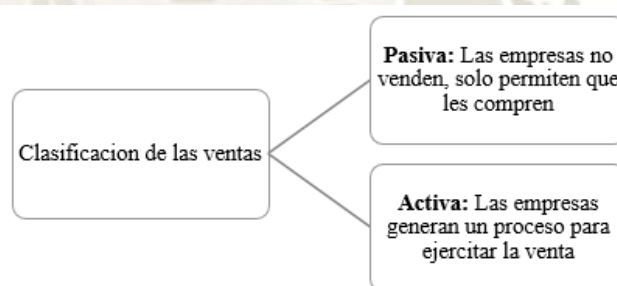 Pasiva: Las empresas no
venden, solo permiten que
les compren
Clasificacion de las ventas
Activa: Las empresas
generan un proceso para
ejercitar la venta